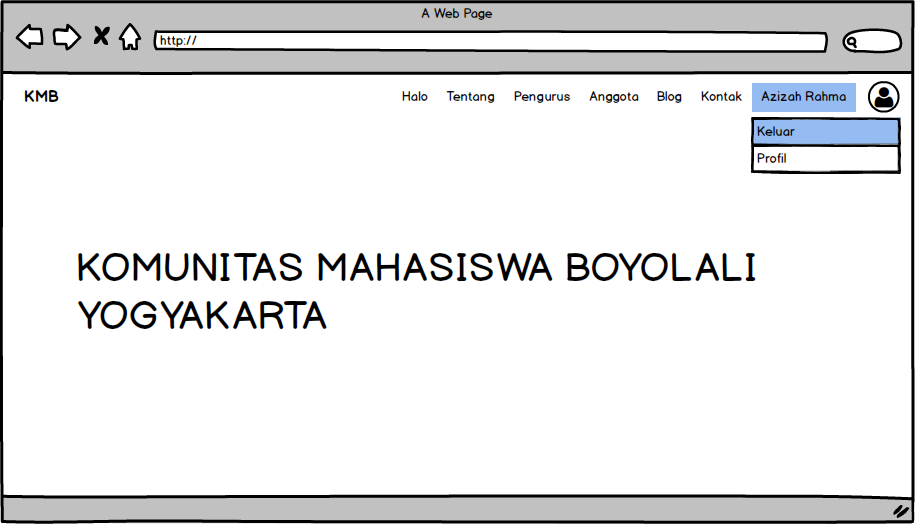 A Web Page
http://
KMB Halo Tentang Pengurus Anggota Blog Kontak Azizah Rahma
Keluar
Profil
KOMUNITAS MAHASISWA BOYOLALI
YOGYAKARTA